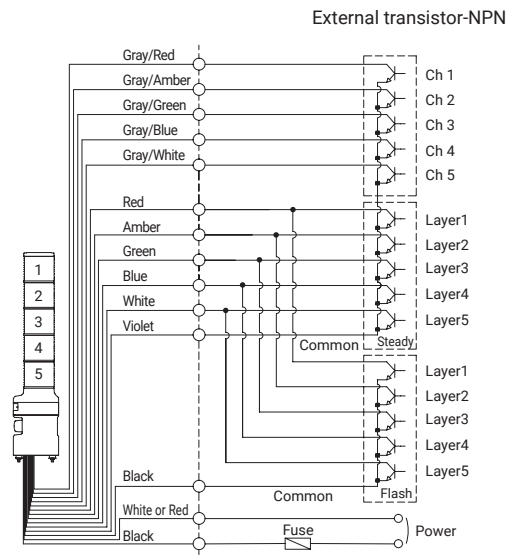 External transistor-NPN
Gray/Red
Ch 1
Gray/Amber
Ch 2
Gray/Green
Ch 3
Gray/Blue
Ch 4
Gray/White
Ch 5
Red
Layer1
Amber
Layer2
Green
Layer3
Blue
Layer4
White
Layer5
Violet
Common
Steady
1
2
3
4
5
Layer1
Layer2
Layer3
Layer4
Layer5
Black
Common
Flash
White or Red
Fuse
Power
Black